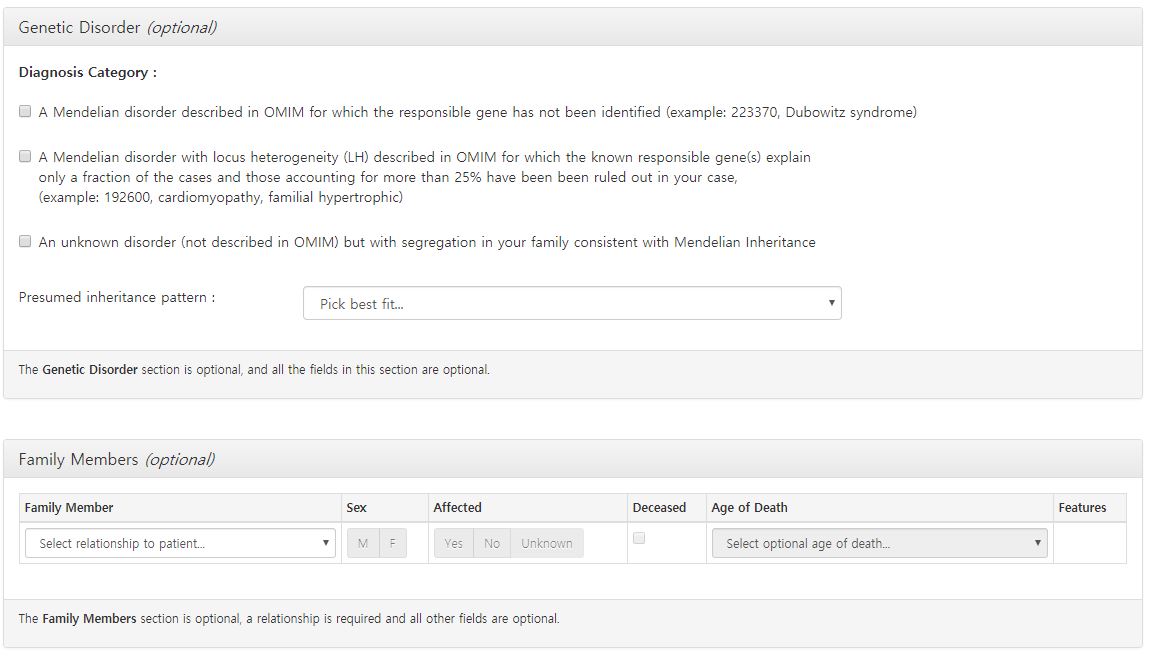 Genetic Disorder (optional)
Diagnosis Category :
A Mendelian disorder described in OMIM for which the responsible gene has not been identified (example: 223370, Dubowitz syndrome)
A Mendelian disorder with locus heterogeneity (LH) described in OMIM for which the known responsible gene(s) explain
only a fraction of the cases and those accounting for more than 25% have been been ruled out in your case,
(example: 192600, cardiomyopathy, familial hypertrophic)
An unknown disorder (not described in OMIM) but with segregation in your family consistent with Mendelian Inheritance
Presumed inheritance pattern : Pick best fit...
The Genetic Disorder section is optional, and all the fields in this section are optional.
Family Members (optional)
Family Member Sex Affected Deceased Age of Death Features
Select relationship to patient... M F Yes No Unknown Select optional age of death...
The Family Members section is optional, a relationship is required and all other fields are optional.